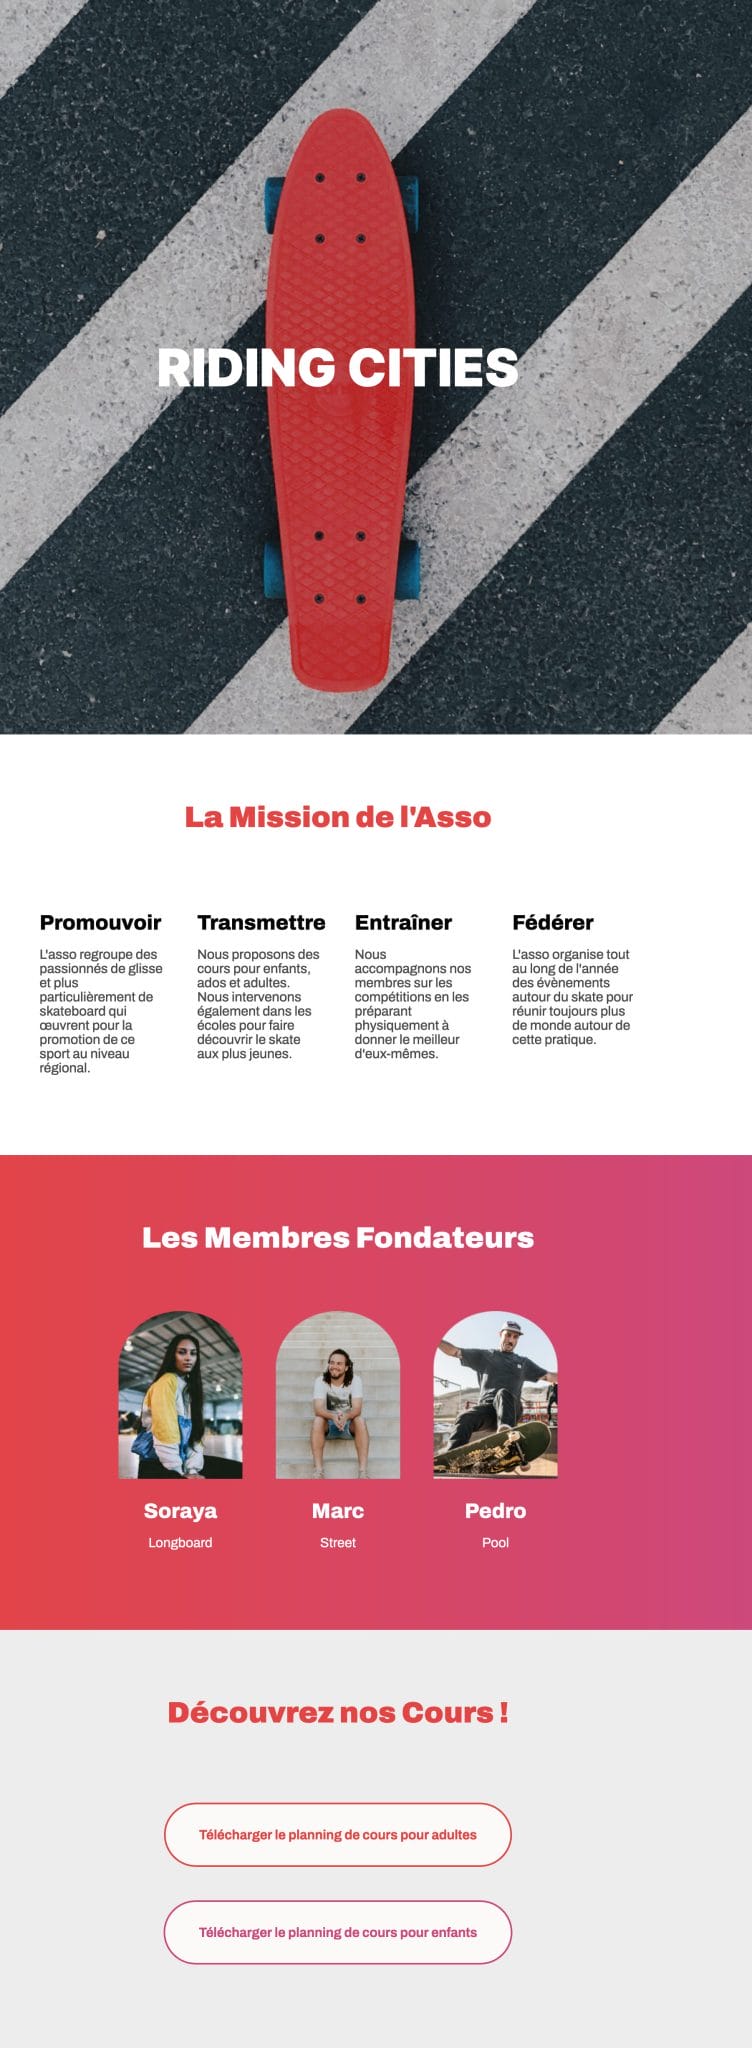 RIDING CITIES
La Mission de l'Asso
Promouvoir
L'asso regroupe des
passionnés de glisse
et plus
particulièrement de
skateboard qui
œuvrent pour la
promotion de ce
sport au niveau
régional.
Transmettre
Nous proposons des
cours pour enfants,
ados et adultes.
Nous intervenons
également dans les
écoles pour faire
découvrir le skate
aux plus jeunes.
Entraîner
Nous
accompagnons nos
membres sur les
compétitions en les
préparant
physiquement à
donner le meilleur
d'eux-mêmes.
Fédérer
L'asso organise tout
au long de l'année
des évènements
autour du skate pour
réunir toujours plus
de monde autour de
cette pratique.
Les Membres Fondateurs
Soraya
Longboard
Marc
Street
Pedro
Pool
Découvrez nos Cours !
Télécharger le planning de cours pour adultes
Télécharger le planning de cours pour enfants